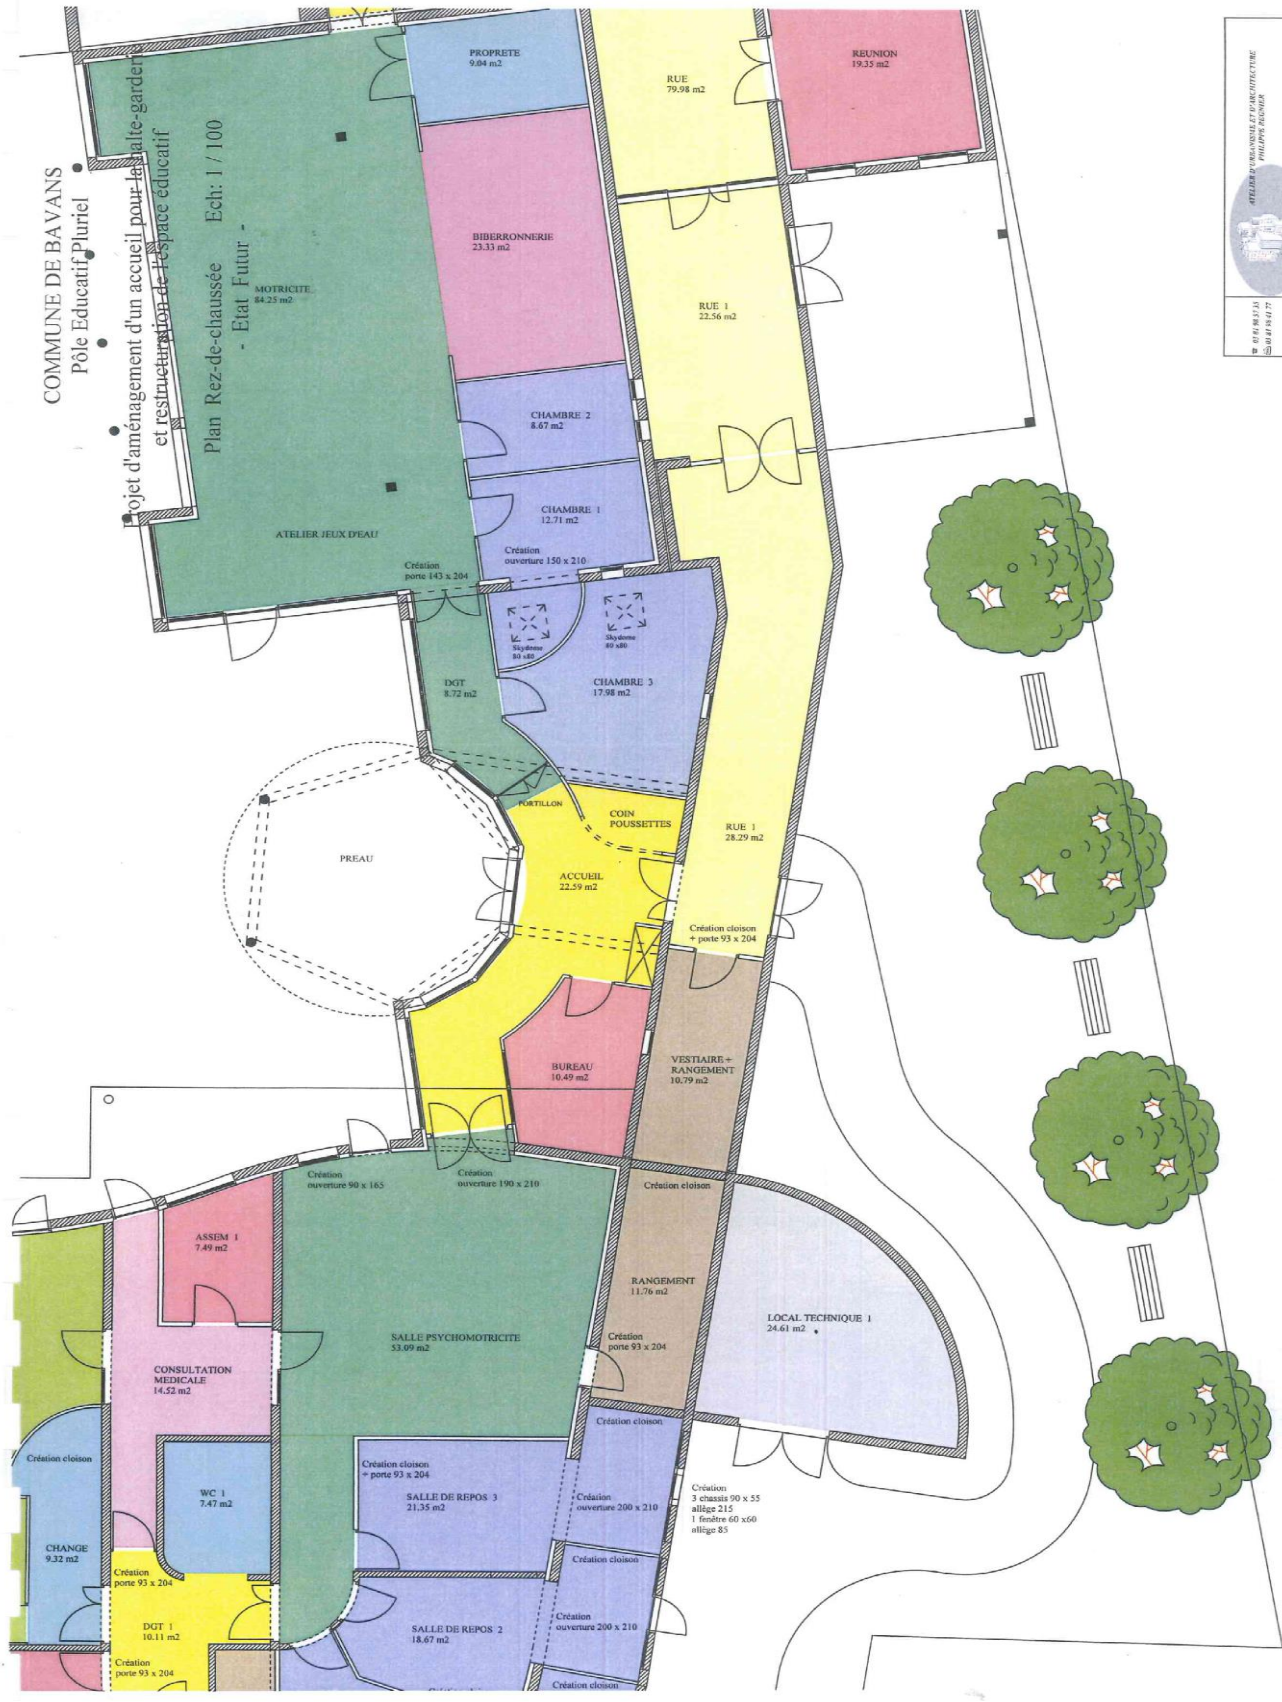 COMMUNE DE BAVANS
Pôle Educatif Pluriel
ojet d'aménagement d'un accueil pour la halte-garderie
et restructuration de l'espace éducatif
Plan Rez-de-chaussée Ech: 1 / 100
- Etat Futur -
ATELIER D'URBANISME ET D'ARCHITECTURE
PHILIPPE REGNIER
PROPRETE
9.04 m2
RUE
79.98 m2
REUNION
19.35 m2
BIBERRONNERIE
23.33 m2
MOTRICITE
84.25 m2
RUE 1
22.56 m2
CHAMBRE 2
8.67 m2
CHAMBRE 1
12.71 m2
ATELIER JEUX D'EAU
Création
porte 143 x 204
Création
ouverture 150 x 210
Skydome
80 x80
Skydome
80 x80
DGT
8.72 m2
CHAMBRE 3
17.98 m2
PORTILLON
COIN
POUSSETTES
RUE 1
28.29 m2
PREAU
ACCUEIL
22.59 m2
Création cloison
+ porte 93 x 204
BUREAU
10.49 m2
VESTIAIRE +
RANGEMENT
10.79 m2
Création
ouverture 90 x 165
Création
ouverture 190 x 210
Création cloison
ASSEM 1
7.49 m2
RANGEMENT
11.76 m2
LOCAL TECHNIQUE 1
24.61 m2
SALLE PSYCHOMOTRICITE
53.09 m2
Création
porte 93 x 204
CONSULTATION
MEDICALE
14.52 m2
Création cloison
Création cloison
Création cloison
+ porte 93 x 204
WC 1
7.47 m2
SALLE DE REPOS 3
21.35 m2
Création
ouverture 200 x 210
Création
3 chassis 90 x 55
allège 215
1 fenêtre 60 x60
allège 85
CHANGE
9.32 m2
Création
porte 93 x 204
Création cloison
DGT 1
10.11 m2
SALLE DE REPOS 2
18.67 m2
Création
ouverture 200 x 210
Création
porte 93 x 204
Création cloison